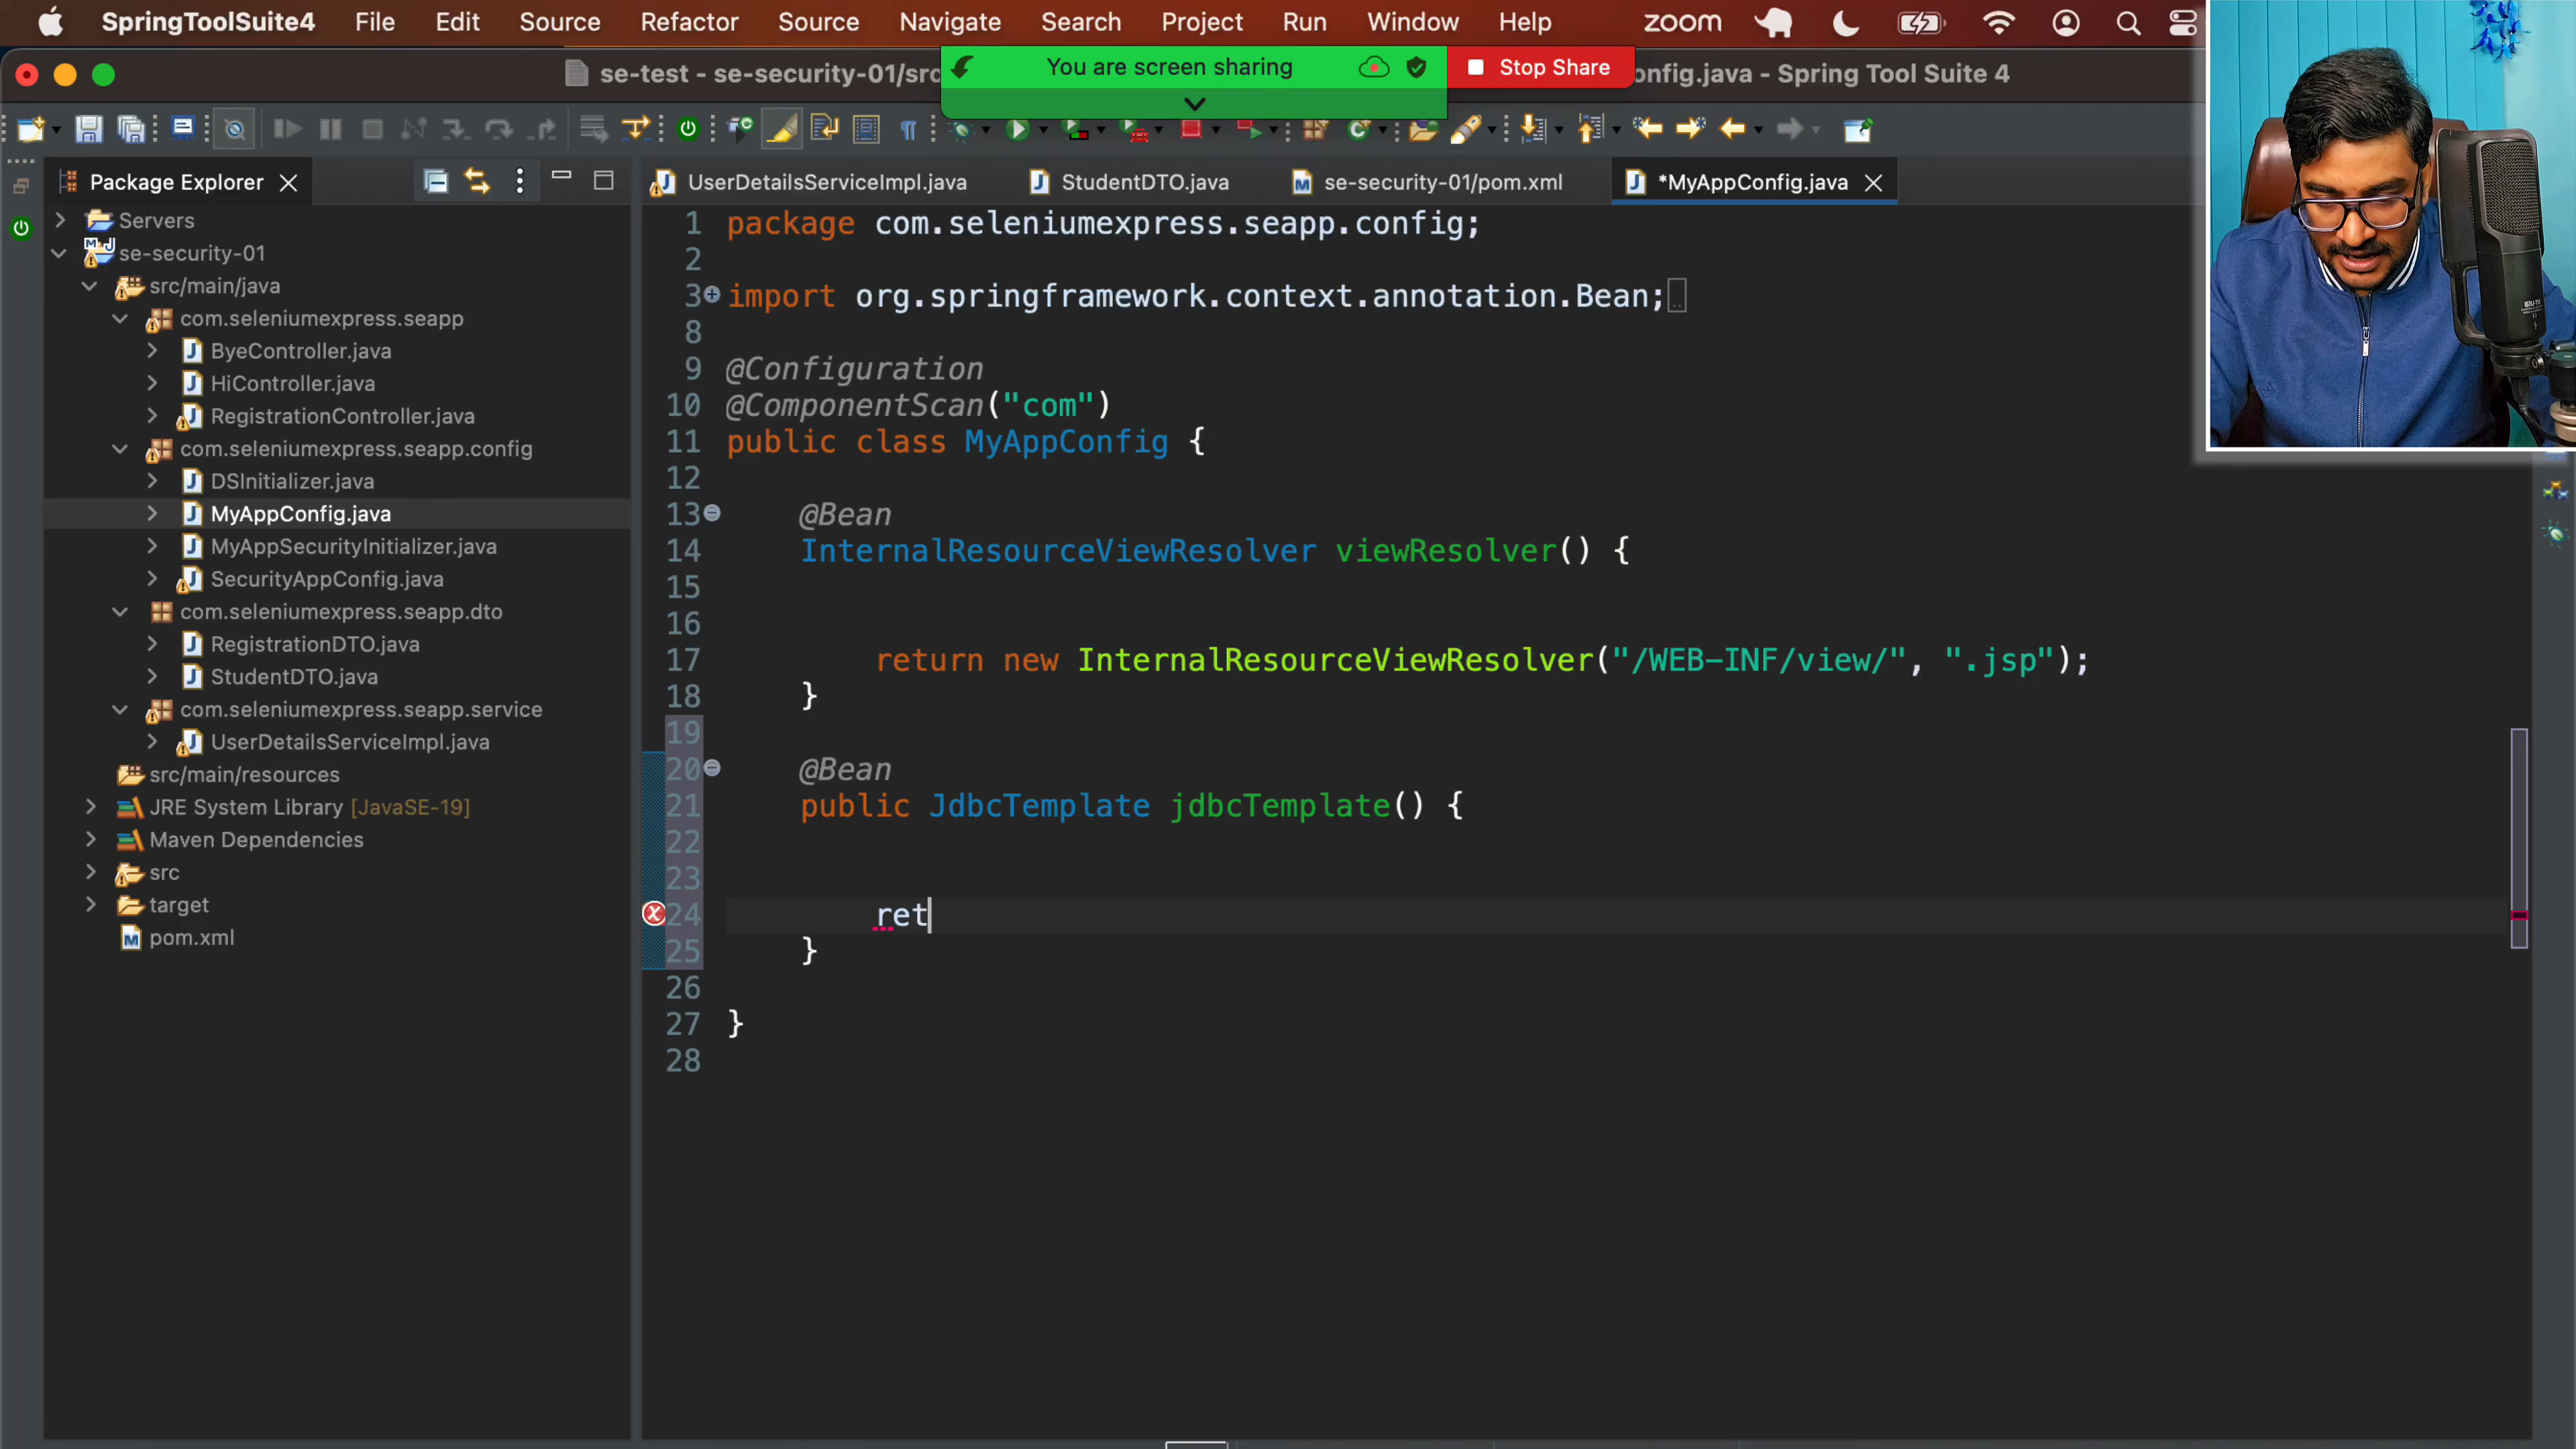 SpringToolSuite4 File Edit Source Refactor Source Navigate Search Project Run Window Help zoom
se-test - se-security-01/src
You are screen sharing
Stop Share
onfig.java - Spring Tool Suite 4
Package Explorer
UserDetailsServiceImpl.java
StudentDTO.java
se-security-01/pom.xml
*MyAppConfig.java
Servers
se-security-01
src/main/java
com.seleniumexpress.seapp
ByeController.java
HiController.java
RegistrationController.java
com.seleniumexpress.seapp.config
DSInitializer.java
MyAppConfig.java
MyAppSecurityInitializer.java
SecurityAppConfig.java
com.seleniumexpress.seapp.dto
RegistrationDTO.java
StudentDTO.java
com.seleniumexpress.seapp.service
UserDetailsServiceImpl.java
src/main/resources
JRE System Library [JavaSE-19]
Maven Dependencies
src
target
pom.xml
1 package com.seleniumexpress.seapp.config;
2
3 import org.springframework.context.annotation.Bean;
8
9 @Configuration
10 @ComponentScan("com")
11 public class MyAppConfig {
12
13 @Bean
14 InternalResourceViewResolver viewResolver() {
15
16
17 return new InternalResourceViewResolver("/WEB-INF/view/", ".jsp");
18 }
19
20 @Bean
21 public JdbcTemplate jdbcTemplate() {
22
23
24 ret
25 }
26
27 }
28